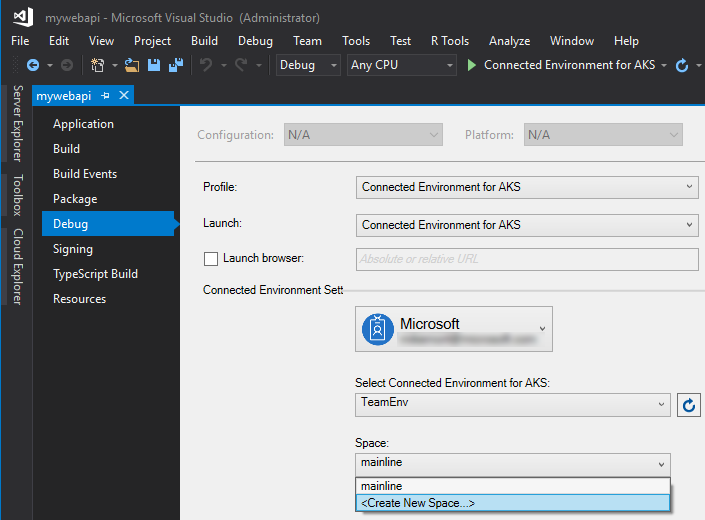 mywebapi - Microsoft Visual Studio (Administrator)
File Edit View Project Build Debug Team Tools Test R Tools Analyze Window Help
Debug Any CPU Connected Environment for AKS
Server Explorer
Toolbox
Cloud Explorer
mywebapi
Application
Build
Build Events
Package
Debug
Signing
TypeScript Build
Resources
Configuration: N/A Platform: N/A
Profile: Connected Environment for AKS
Launch: Connected Environment for AKS
Launch browser: Absolute or relative URL
Connected Environment Sett
Microsoft
Select Connected Environment for AKS:
TeamEnv
Space:
mainline
mainline
<Create New Space...>